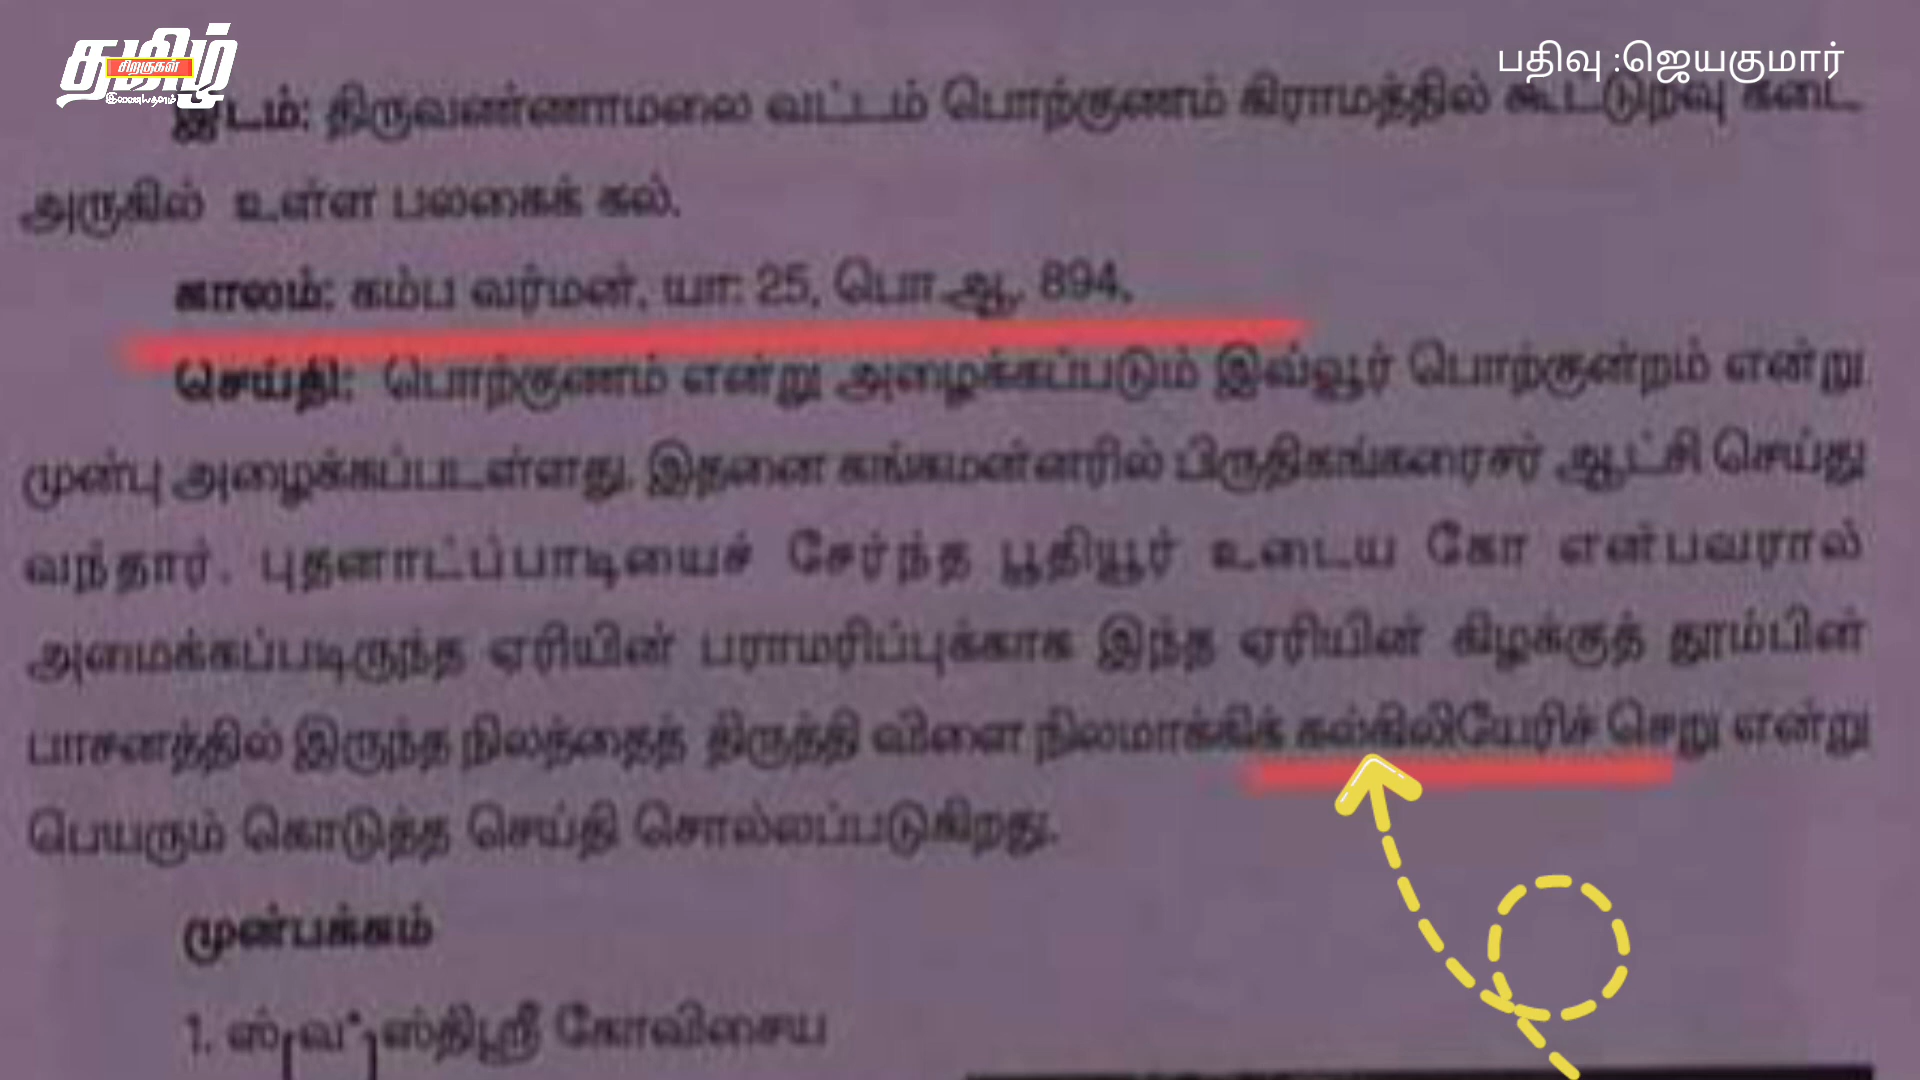 தமிழ்
சிறகுகள்
இணையதளம்
பதிவு :ஜெயகுமார்
இடம்: திருவண்ணாமலை வட்டம் பொற்குணம் கிராமத்தில் கூட்டுறவு கடை
அருகில் உள்ள பலகைக் கல்.
காலம்: கம்ப வர்மன், யா: 25, பொ.ஆ. 894,
செய்தி: பொற்குணம் என்று அழைக்கப்படும் இவ்வூர் பொற்குன்றம் என்று
முன்பு அழைக்கப்படள்ளது. இதனை கங்கமன்னரில் பிருதிகங்கரைசர் ஆட்சி செய்து
வந்தார். புதனாட்ப்பாடியைச் சேர்ந்த பூதியூர் உடைய கோ என்பவரால்
அமைக்கப்படிருந்த ஏரியின் பராமரிப்புக்காக இந்த ஏரியின் கிழக்குத் தூம்பின்
பாசனத்தில் இருந்த நிலத்தைத் திருத்தி விளை நிலமாக்கிக் கல்கிலியேரிச் செறு என்று
பெயரும் கொடுத்த செய்தி சொல்லப்படுகிறது.
முன்பக்கம்
1. ஸ்வஸ்திஸ்ரீ கோவிசைய